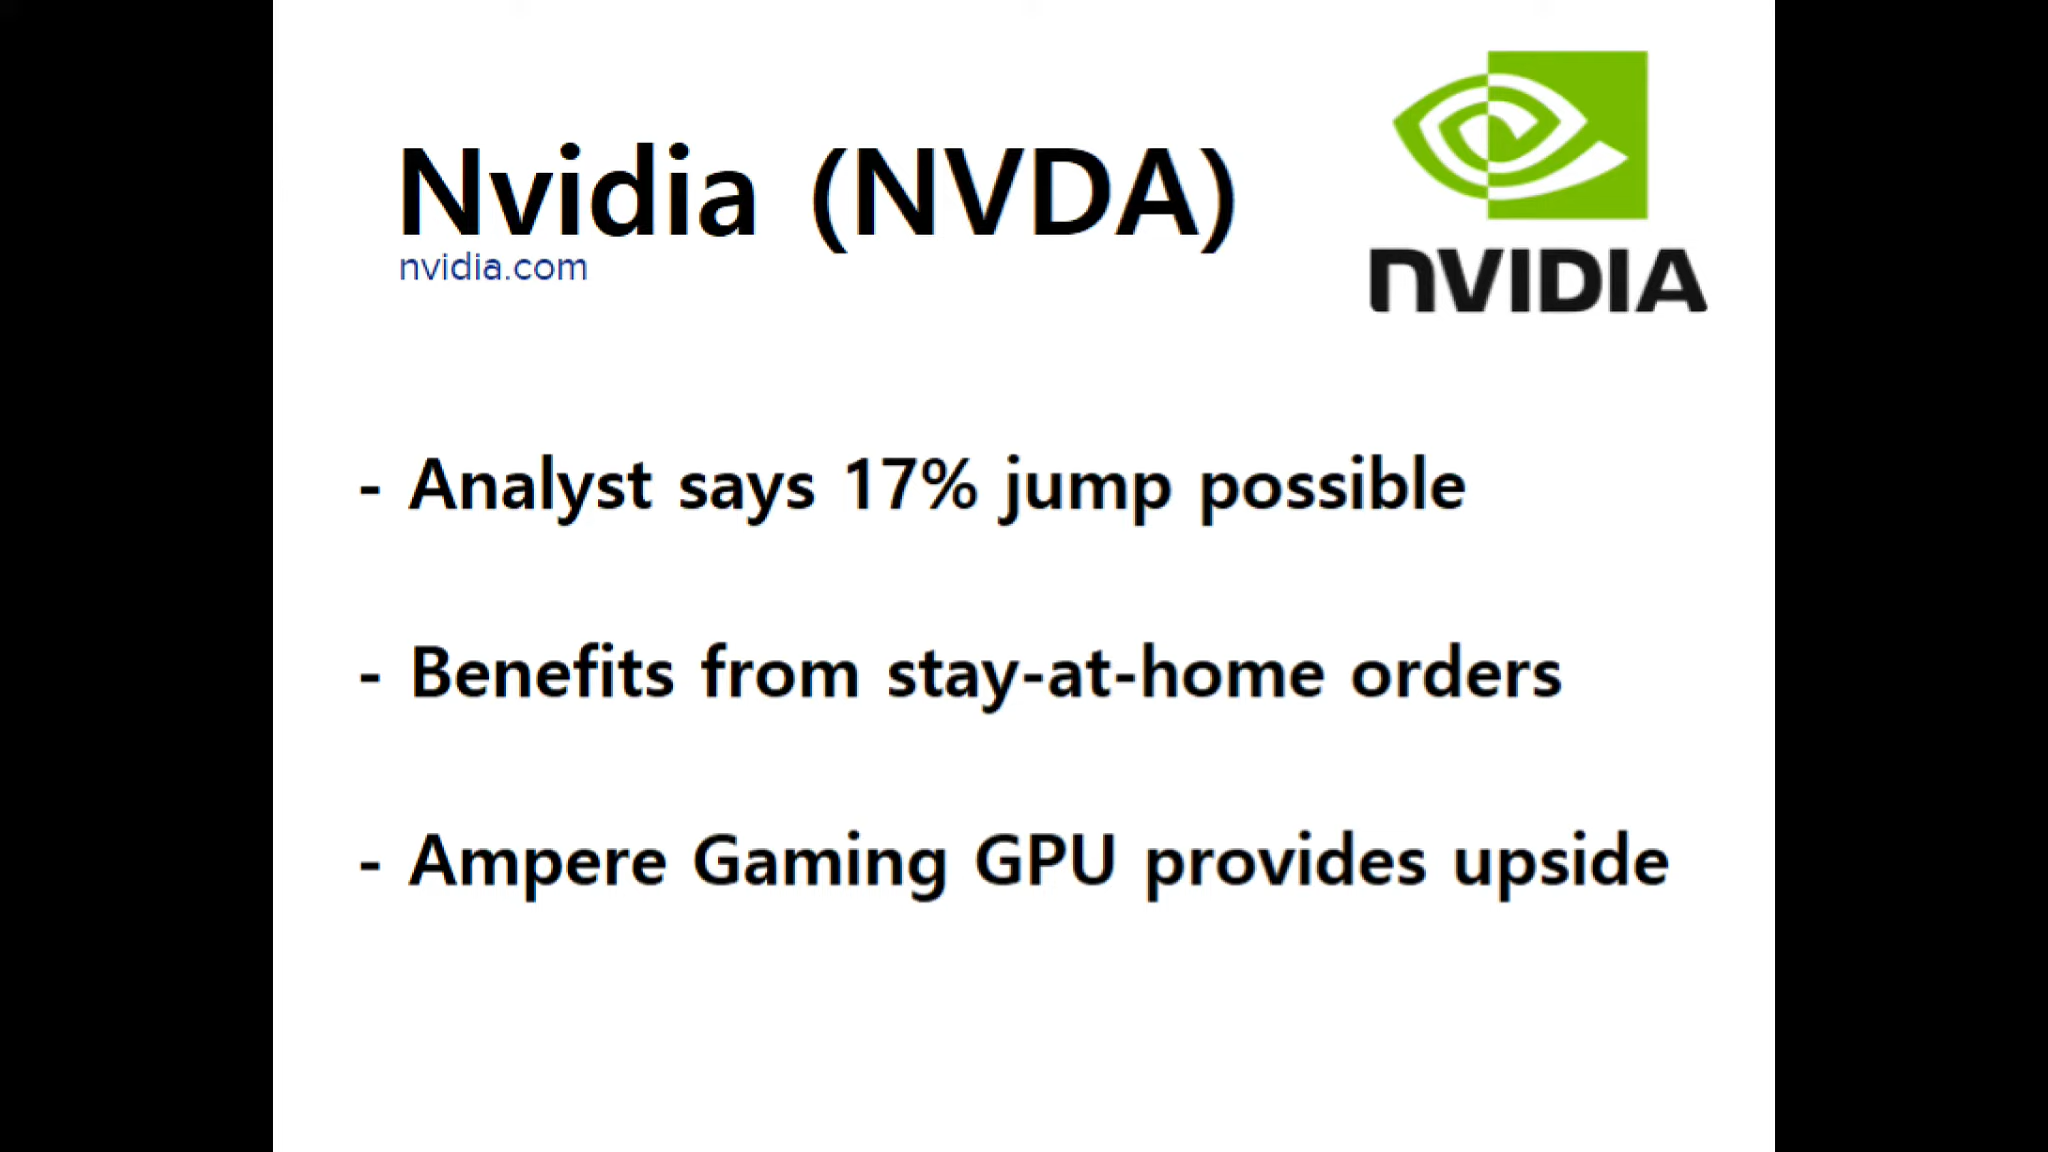 Nvidia (NVDA)
nvidia.com
NVIDIA
- Analyst says 17% jump possible
- Benefits from stay-at-home orders
- Ampere Gaming GPU provides upside